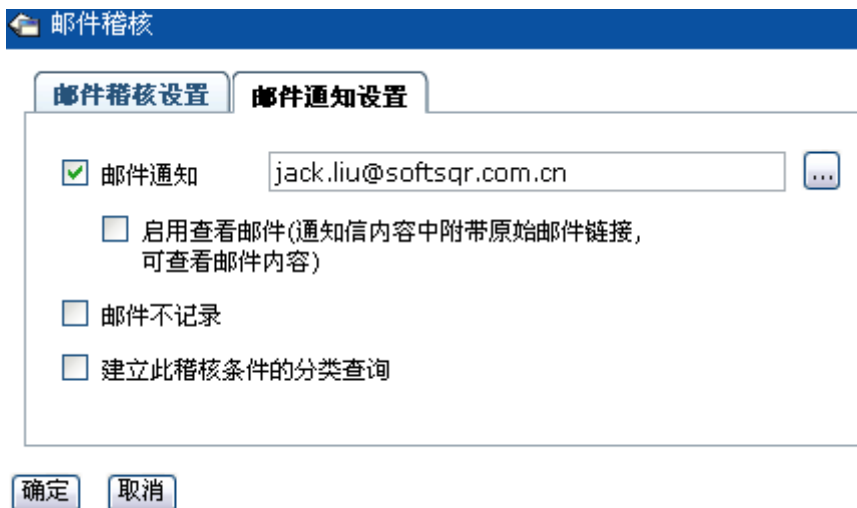 邮件稽核
邮件稽核设置 邮件通知设置
邮件通知 jack.liu@softsqr.com.cn ...
启用查看邮件(通知信内容中附带原始邮件链接,
可查看邮件内容)
邮件不记录
建立此稽核条件的分类查询
确定 取消